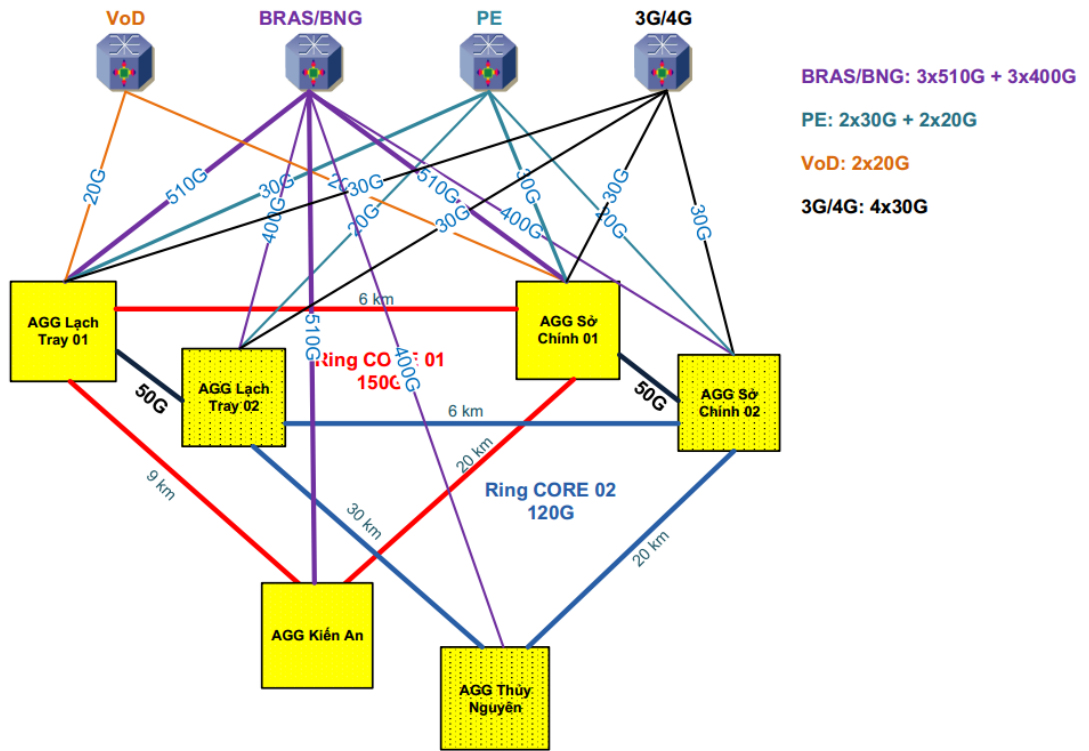 VoD
BRAS/BNG
PE
3G/4G
BRAS/BNG: 3x510G + 3x400G
PE: 2x30G + 2x20G
VoD: 2x20G
3G/4G: 4x30G
20G
510G
30G
30G
510G
30G
30G
400G
20G
30G
400G
20G
30G
AGG Lạch
Tray 01
6 km
AGG Sở
Chính 01
510G
400G
Ring CORE 01
150G
50G
AGG Lạch
Tray 02
6 km
50G
AGG Sở
Chính 02
9 km
20 km
Ring CORE 02
120G
30 km
20 km
AGG Kiến An
AGG Thủy
Nguyên